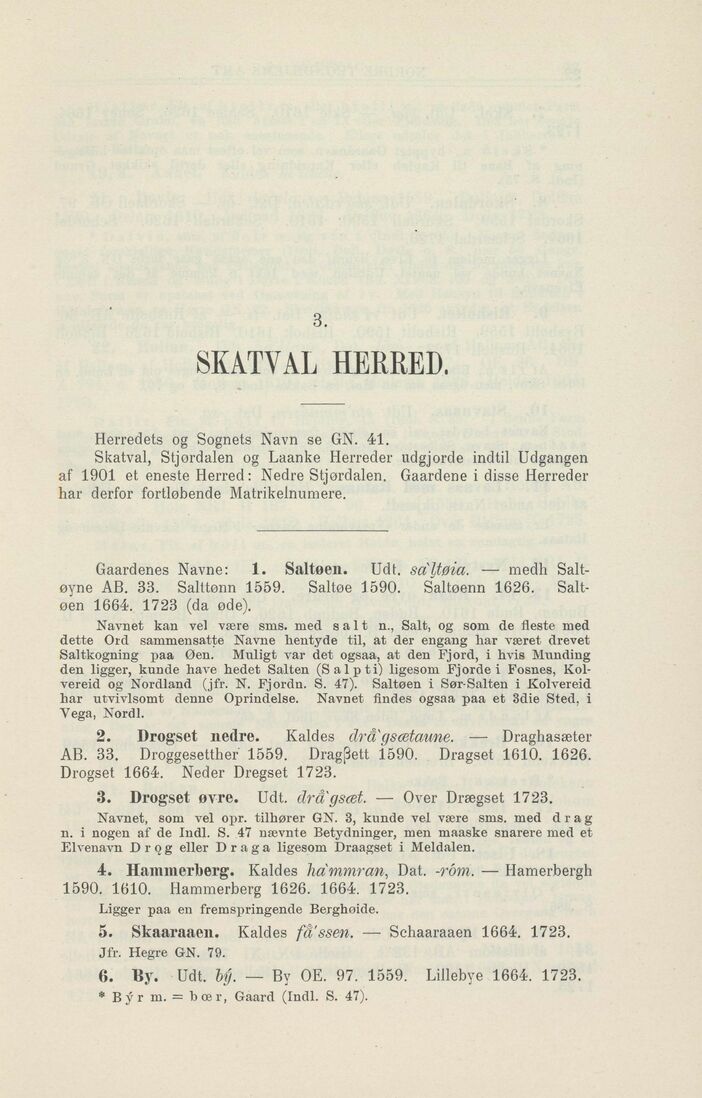 3.
SKATVAL HERRED.
Herredets og Sognets Navn se GN. 41.
Skatval, Stjørdalen og Laanke Herreder udgjorde indtil Udgangen
af 1901 et eneste Herred: Nedre Stjørdalen. Gaardene i disse Herreder
har derfor fortløbende Matrikelnumere.
Gaardenes Navne: 1. Saltøen. Udt. sa`ltøia. — medh Salt-
øyne AB. 33. Salttønn 1559. Saltøe 1590. Saltøenn 1626. Salt-
øen 1664. 1723 (da øde).
Navnet kan vel være sms. med salt n., Salt, og som de fleste med
dette Ord sammensatte Navne hentyde til, at der engang har været drevet
Saltkogning paa Øen. Muligt var det ogsaa, at den Fjord, i hvis Munding
den ligger, kunde have hedet Salten (Salpti) ligesom Fjorde i Fosnes, Kol-
vereid og Nordland (jfr. N. Fjordn. S. 47). Saltøen i Sør-Salten i Kolvereid
har utvivlsomt denne Oprindelse. Navnet findes ogsaa paa et 3die Sted, i
Vega, Nordl.
2. Drogset nedre. Kaldes drå`gsætaune. — Draghasæter
AB. 33. Droggesetther 1559. Dragβett 1590. Dragset 1610. 1626.
Drogset 1664. Neder Dregset 1723.
3. Drogset øvre. Udt. drå`gsæt. — Over Drægset 1723.
Navnet, som vel opr. tilhører GN. 3, kunde vel være sms. med drag
n. i nogen af de Indl. S. 47 nævnte Betydninger, men maaske snarere med et
Elvenavn Drǫg eller Draga ligesom Draagset i Meldalen.
4. Hammerberg. Kaldes ha`mmran, Dat. -róm. — Hamerbergh
1590. 1610. Hammerberg 1626. 1664. 1723.
Ligger paa en fremspringende Berghøide.
5. Skaaraaen. Kaldes få'ssen. — Schaaraaen 1664. 1723.
Jfr. Hegre GN. 79.
6. By. Udt. bý. — By OE. 97. 1559. Lillebye 1664. 1723.
* Býr m. = bœr, Gaard (Indl. S. 47).